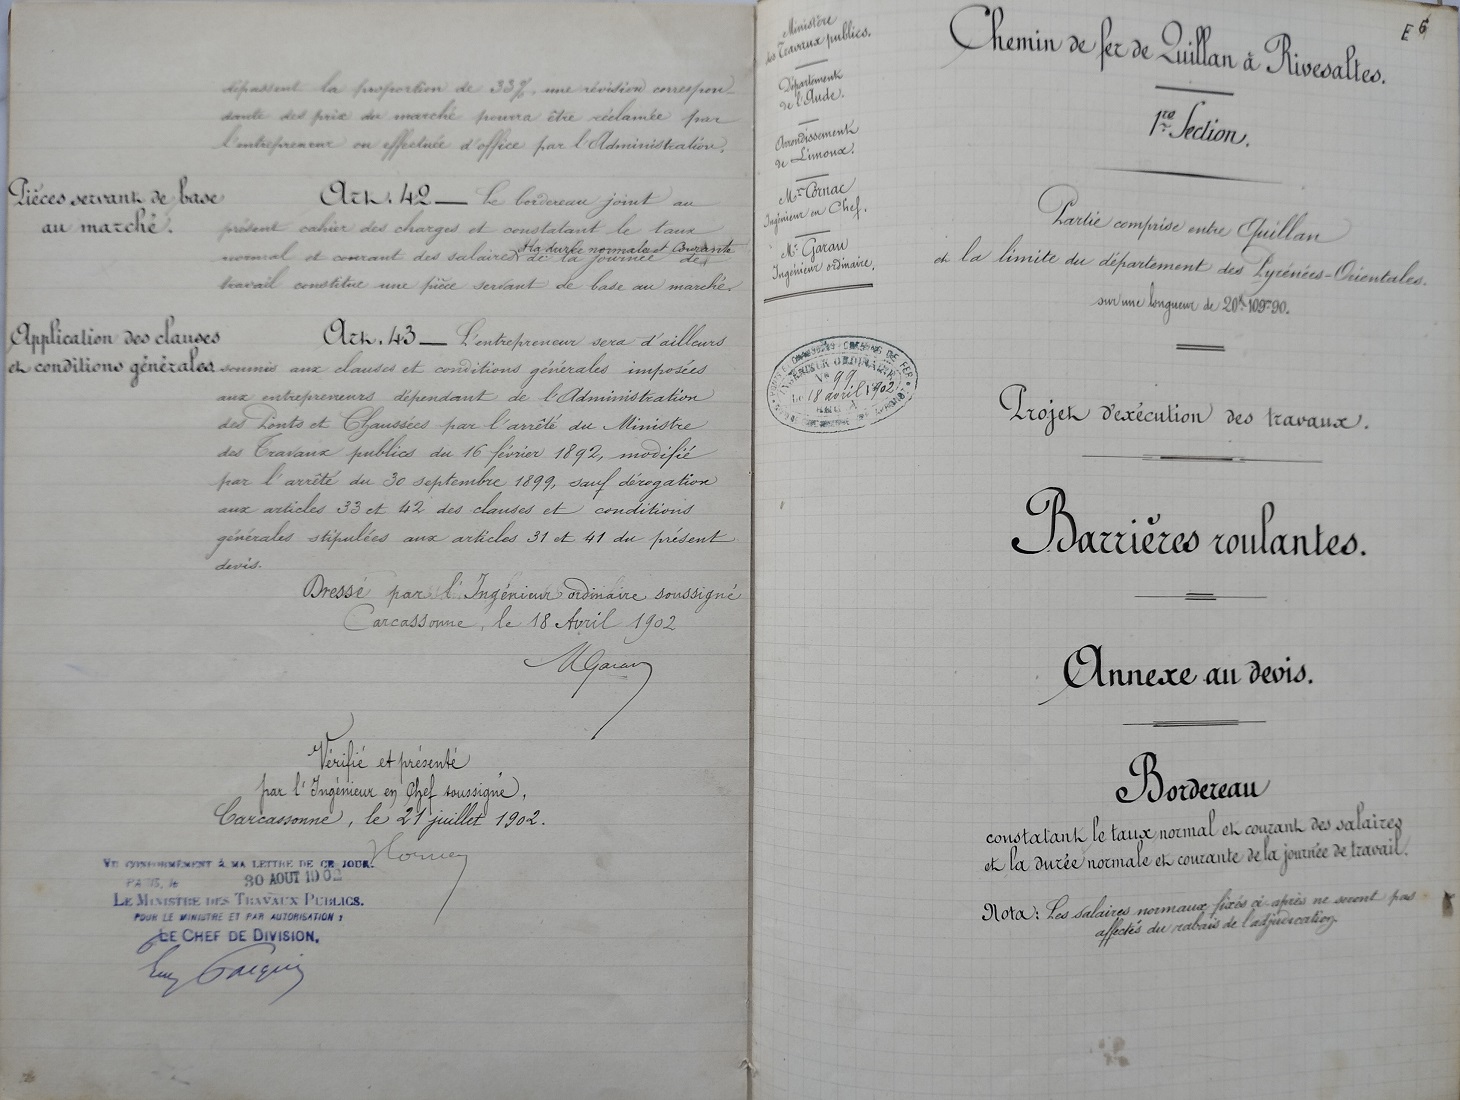 dépassent la proportion de 33%, une révision correspon-
dante des prix du marché pourra être réclamée par
l'entrepreneur ou effectuée d'office par l'Administration.
Pièces servant de base
au marché.
Art. 42 — Le bordereau joint au
présent cahier des charges et constatant le taux
et la durée normale et courante
normal et courant des salaires de la journée de
travail constitue une pièce servant de base au marché.
Application des clauses
et conditions générales
Art. 43 — L'entrepreneur sera d'ailleurs
soumis aux clauses et conditions générales imposées
aux entrepreneurs dépendant de l'Administration
des Ponts et Chaussées par l'arrêté du Ministre
des Travaux publics du 16 février 1892, modifié
par l'arrêté du 30 septembre 1899, sauf dérogation
aux articles 33 et 42 des clauses et conditions
générales stipulées aux articles 31 et 41 du présent
devis.
Dressé par l'Ingénieur ordinaire soussigné
Carcassonne, le 18 Avril 1902
MGarau
Vérifié et présenté
par l'Ingénieur en Chef soussigné,
Carcassonne, le 21 juillet 1902.
VU CONFORMÉMENT À MA LETTRE DE CE JOUR.
PARIS, le 30 AOUT 1902
LE MINISTRE DES TRAVAUX PUBLICS.
POUR LE MINISTRE ET PAR AUTORISATION :
LE CHEF DE DIVISION,
Ministère
des Travaux publics.
Département
de l'Aude.
Arrondissement
de Limoux.
Mr Cornac
Ingénieur en Chef.
Mr Garau
Ingénieur ordinaire.
INGÉNIEUR ORDINAIRE
No 99
le 18 avril 1902
E 6
Chemin de fer de Quillan à Rivesaltes.
1re Section.
Partie comprise entre Quillan
et la limite du département des Pyrénées-Orientales.
sur une longueur de 20k 109m 90.
Projet d'exécution des travaux.
Barrières roulantes.
Annexe au devis.
Bordereau
constatant le taux normal et courant des salaires
et la durée normale et courante de la journée de travail.
Nota: Les salaires normaux fixés ci-après ne seront pas
affectés du rabais de l'adjudication.